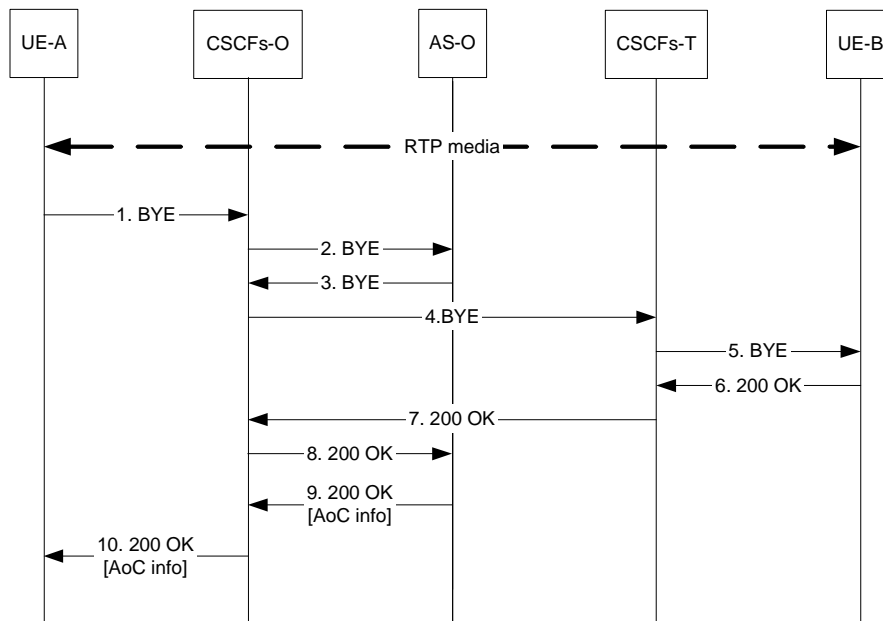 UE-A
CSCFs-O
AS-O
CSCFs-T
UE-B
RTP media
1. BYE
2. BYE
3. BYE
4.BYE
5. BYE
6. 200 OK
7. 200 OK
8. 200 OK
9. 200 OK
[AoC info]
10. 200 OK
[AoC info]